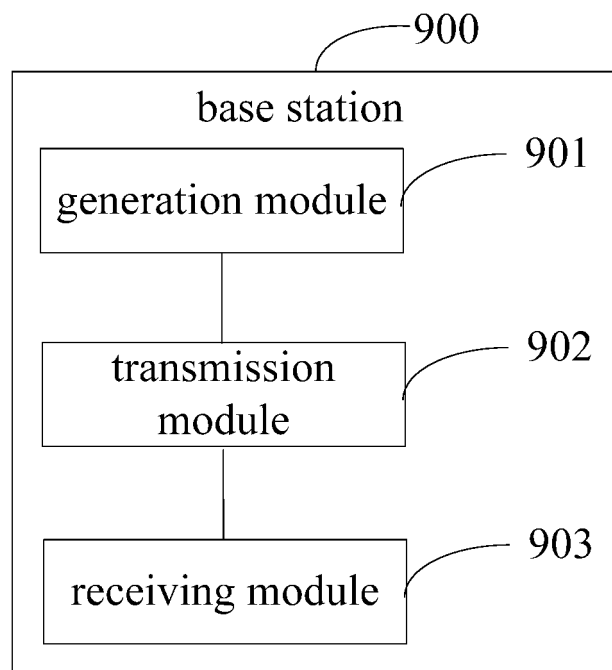 900
base station
901
generation module
902
transmission
module
903
receiving module